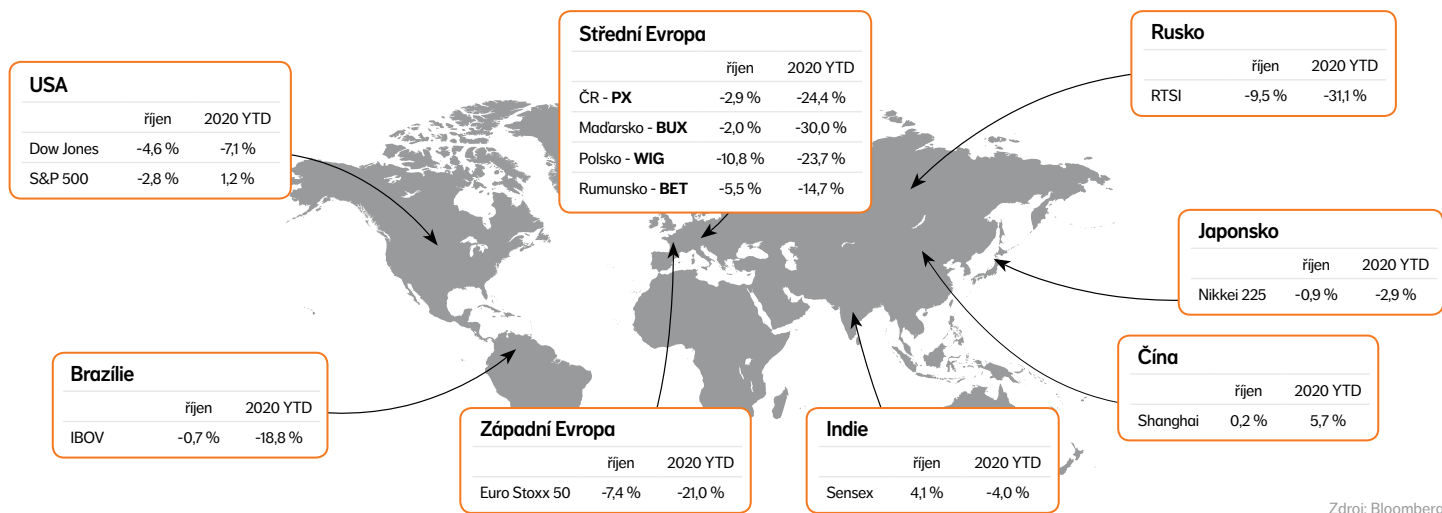 USA
říjen 2020 YTD
Dow Jones -4,6 % -7,1 %
S&P 500 -2,8 % 1,2 %
Střední Evropa
říjen 2020 YTD
ČR - PX -2,9 % -24,4 %
Maďarsko - BUX -2,0 % -30,0 %
Polsko - WIG -10,8 % -23,7 %
Rumunsko - BET -5,5 % -14,7 %
Rusko
říjen 2020 YTD
RTSI -9,5 % -31,1 %
Japonsko
říjen 2020 YTD
Nikkei 225 -0,9 % -2,9 %
Brazílie
říjen 2020 YTD
IBOV -0,7 % -18,8 %
Západní Evropa
říjen 2020 YTD
Euro Stoxx 50 -7,4 % -21,0 %
Indie
říjen 2020 YTD
Sensex 4,1 % -4,0 %
Čína
říjen 2020 YTD
Shanghai 0,2 % 5,7 %
Zdroj: Bloomberg